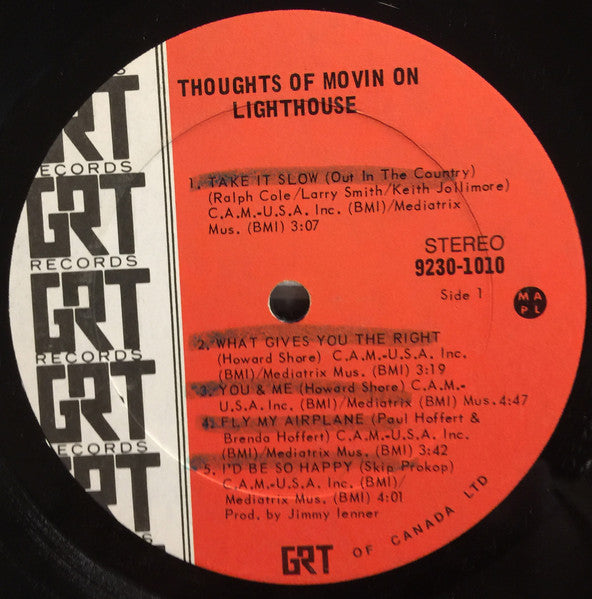 THOUGHTS OF MOVIN ON
LIGHTHOUSE
1. TAKE IT SLOW (Out In The Country)
(Ralph Cole/Larry Smith/Keith Jollimore)
C.A.M.-U.S.A. Inc. (BMI)/Mediatrix
Mus. (BMI) 3:07
STEREO
9230-1010
Side 1
M A
P L
2. WHAT GIVES YOU THE RIGHT
(Howard Shore) C.A.M.-U.S.A. Inc.
(BMI)/Mediatrix Mus. (BMI) 3:19
3. YOU & ME (Howard Shore) C.A.M.-
U.S.A. Inc. (BMI)/Mediatrix (BMI) Mus. 4:47
4. FLY MY AIRPLANE (Paul Hoffert &
Brenda Hoffert) C.A.M.-U.S.A. Inc.
(BMI)/Mediatrix Mus. (BMI) 3:42
5. I'D BE SO HAPPY (Skip Prokop)
C.A.M.-U.S.A. Inc. (BMI)/
Mediatrix Mus. (BMI) 4:01
Prod. by Jimmy Ienner
GRT OF CANADA LTD
GRT
ECORDS
GRT
RECORDS
GRT
RECORDS
GRT
ECORDS
GRT